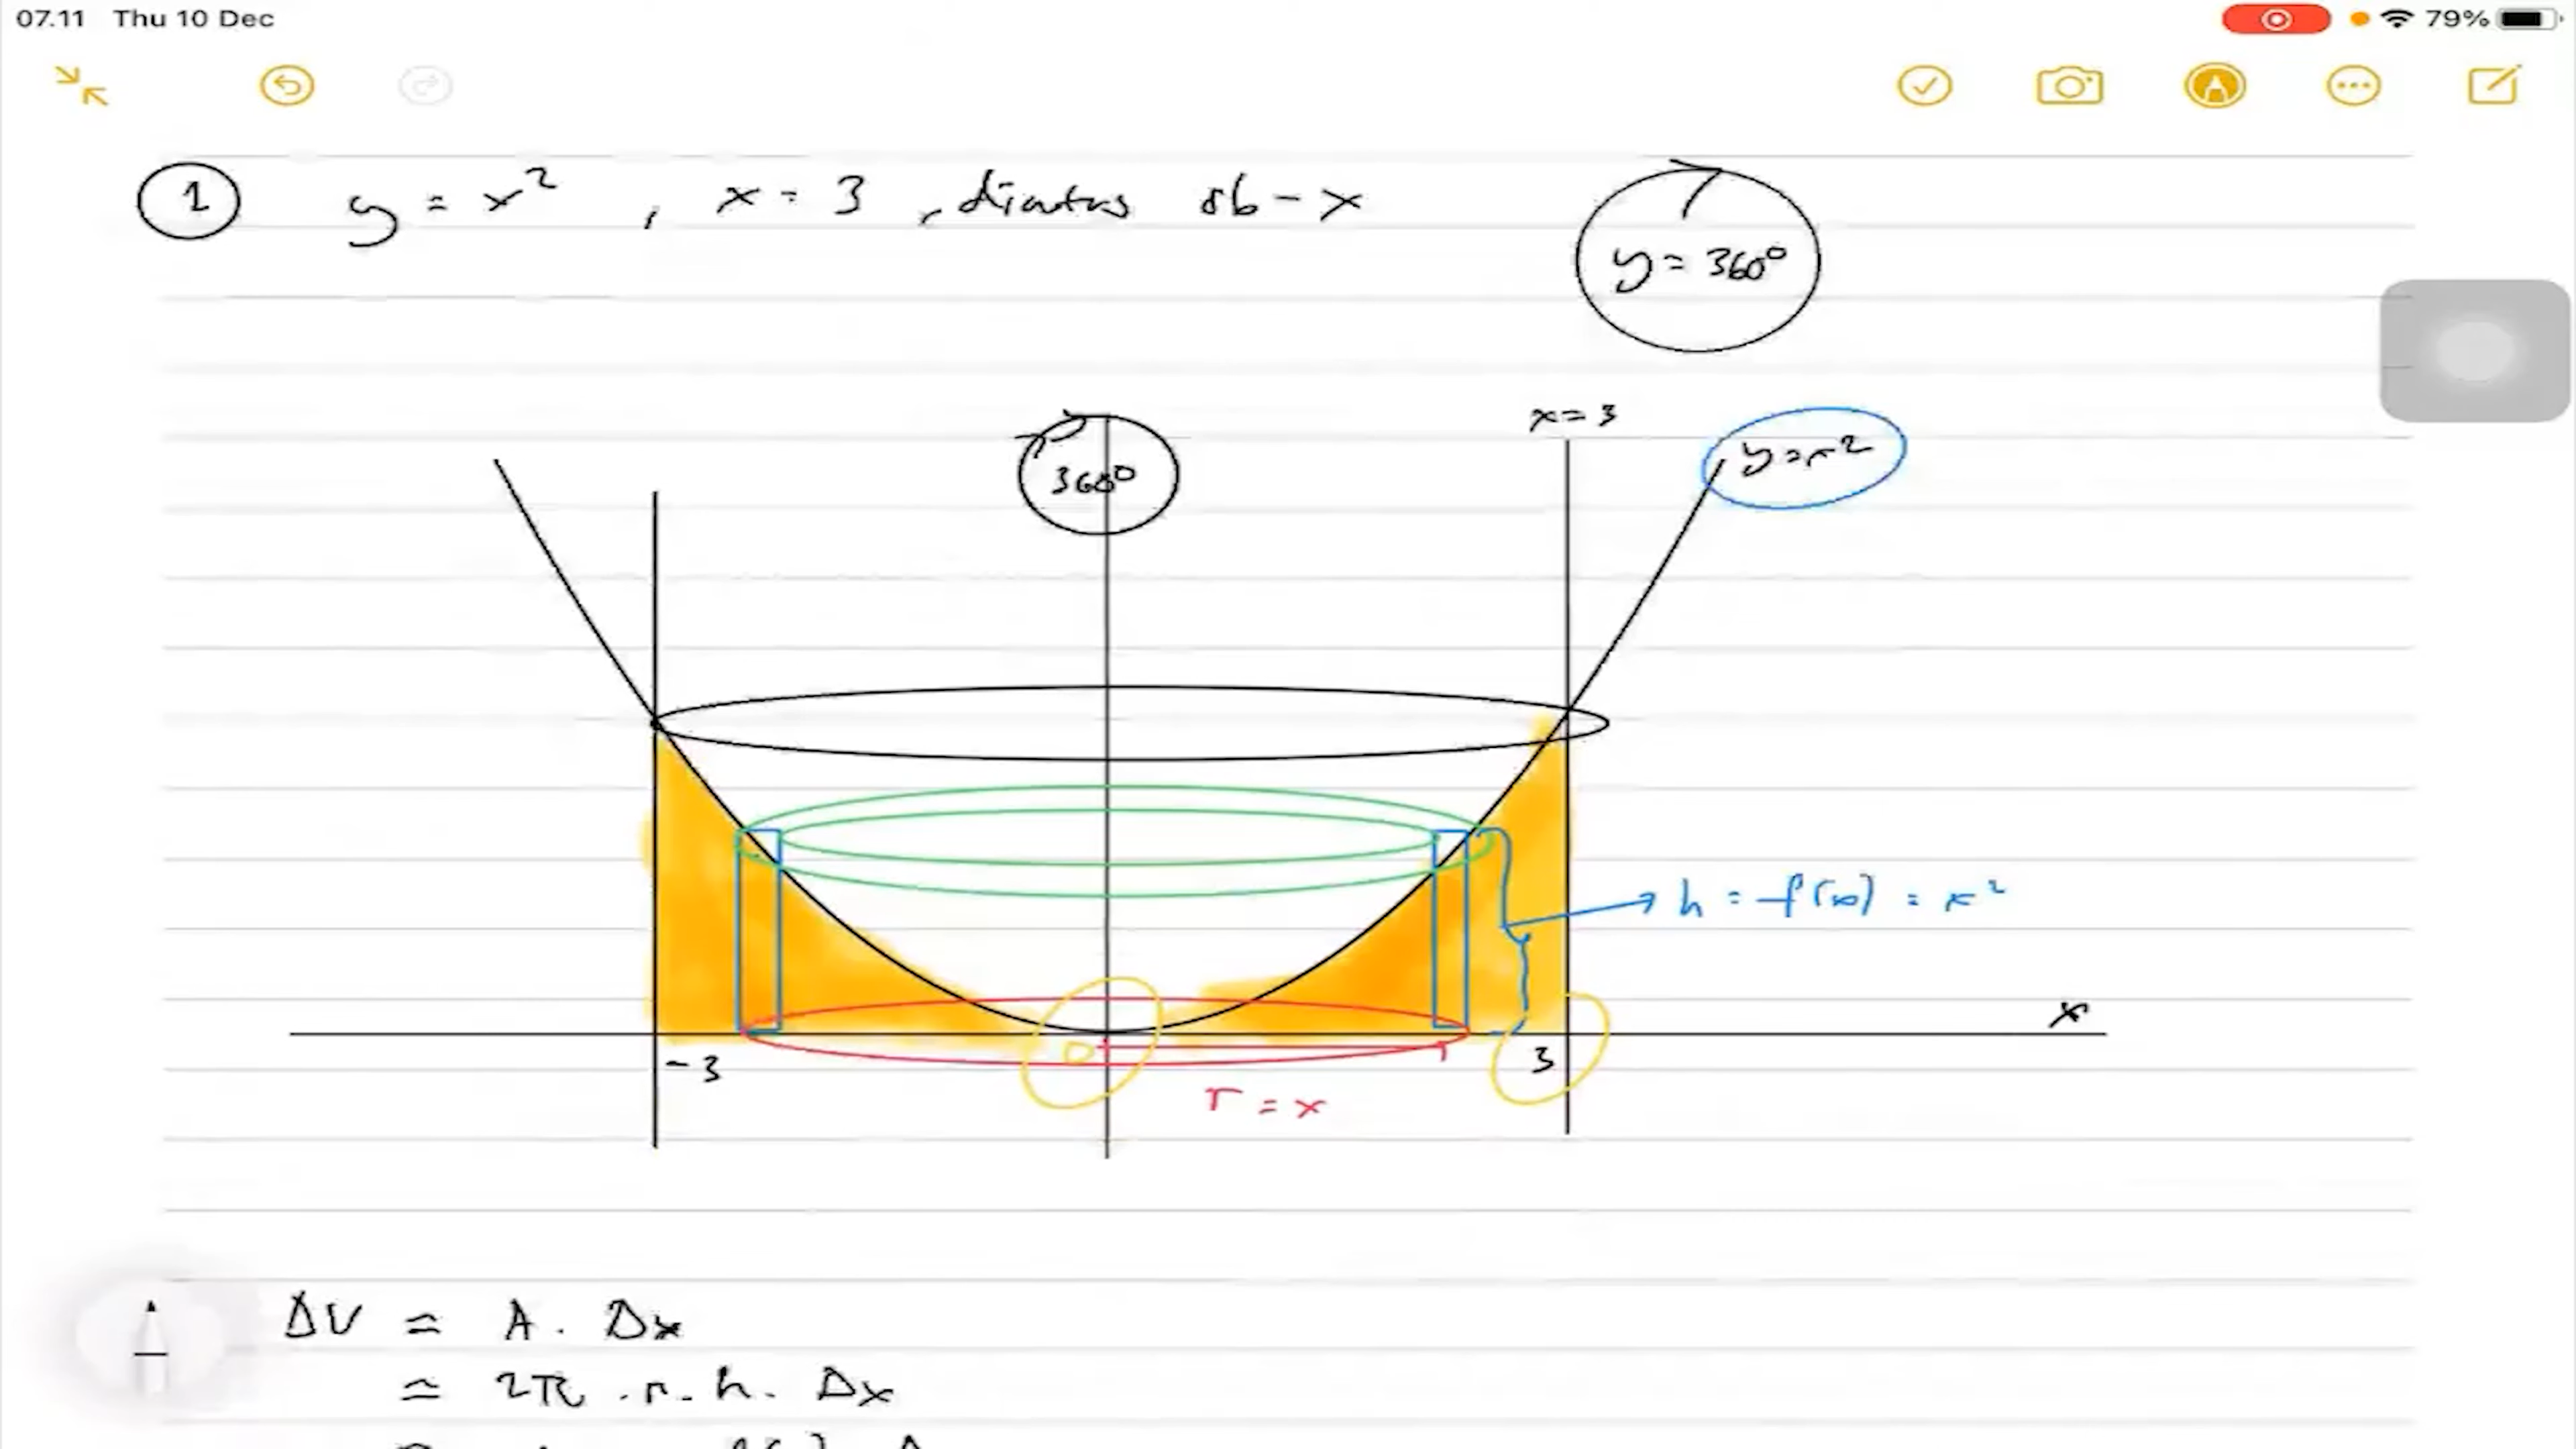 07.11 Thu 10 Dec
79%
1 y = x² , x = 3 , diatas sb - x
y = 360°
x = 3
y = x²
360°
h = f(x) = x²
x
-3
0
3
r = x
ΔV ≈ A . Δx
≈ 2π . r . h . Δx